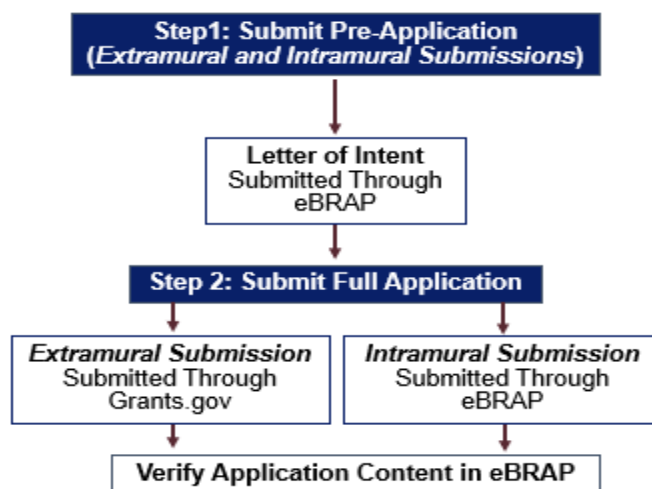 Step1: Submit Pre-Application
(Extramural and Intramural Submissions)
Letter of Intent
Submitted Through
eBRAP
Step 2: Submit Full Application
Extramural Submission
Submitted Through
Grants.gov
Intramural Submission
Submitted Through
eBRAP
Verify Application Content in eBRAP